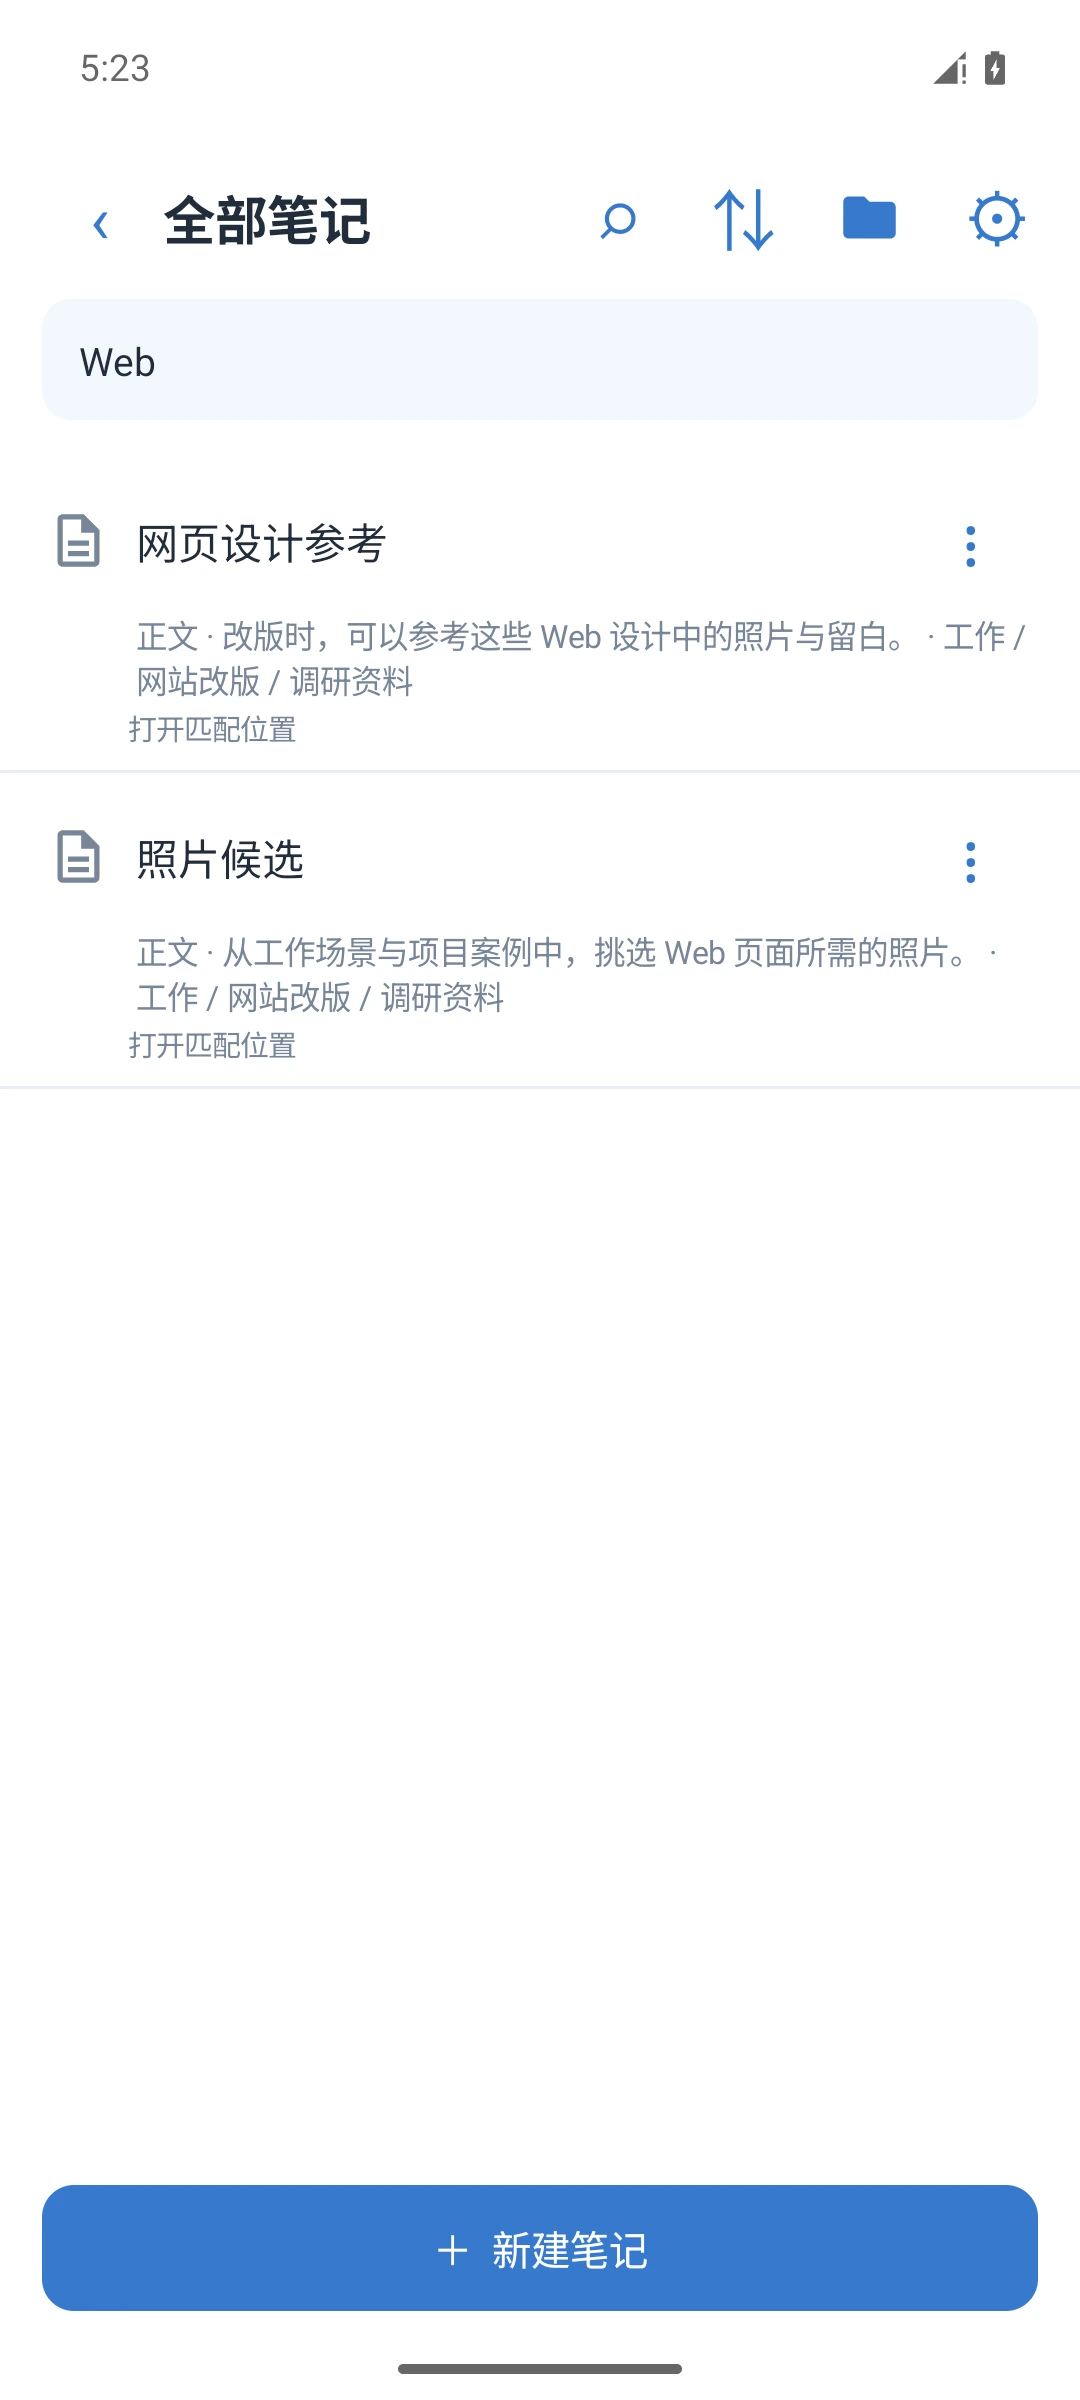 5:23
全部笔记
Web
网页设计参考
正文 · 改版时，可以参考这些 Web 设计中的照片与留白。 · 工作 /
网站改版 / 调研资料
打开匹配位置
照片候选
正文 · 从工作场景与项目案例中，挑选 Web 页面所需的照片。 ·
工作 / 网站改版 / 调研资料
打开匹配位置
+ 新建笔记